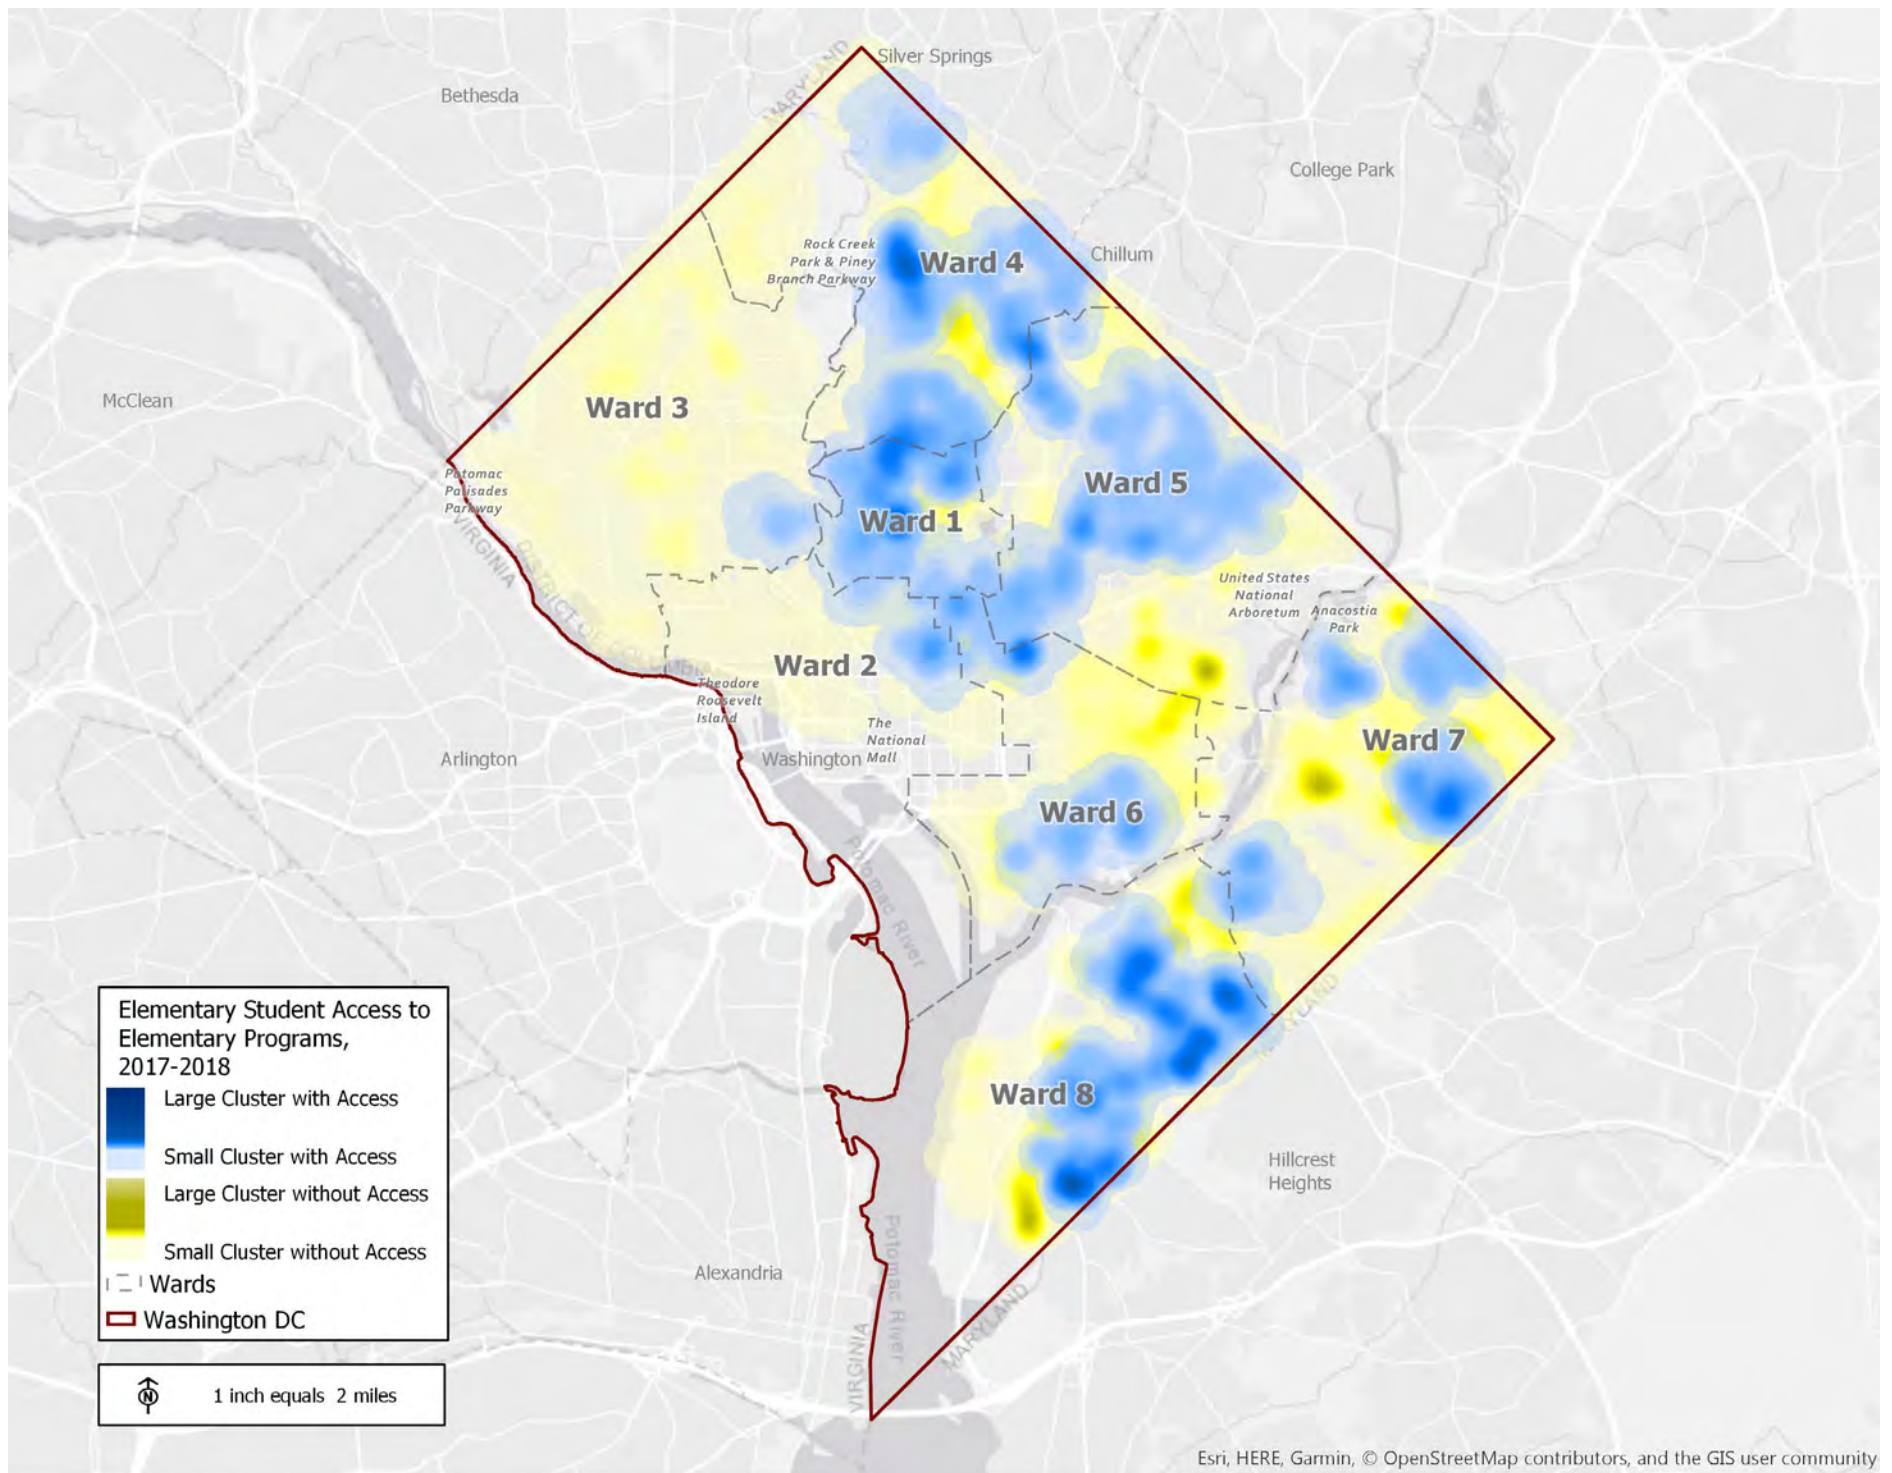 Silver Springs
MARYLAND
Bethesda
College Park
Rock Creek
Park & Piney
Branch Parkway
Ward 4
Chillum
McClean
Ward 3
Potomac
Palisades
Parkway
Ward 5
Ward 1
VIRGINIA
DISTRICT OF COLUMBIA
United States
National
Arboretum
Anacostia
Park
Ward 2
Theodore
Roosevelt
Island
The
National
Mall
Ward 7
Arlington
Washington
Ward 6
Potomac River
MARYLAND
Elementary Student Access to
Elementary Programs,
2017-2018
Large Cluster with Access
Small Cluster with Access
Large Cluster without Access
Small Cluster without Access
Wards
Washington DC
Ward 8
Hillcrest
Heights
Alexandria
Potomac River
MARYLAND
VIRGINIA
N
1 inch equals 2 miles
Esri, HERE, Garmin, © OpenStreetMap contributors, and the GIS user community